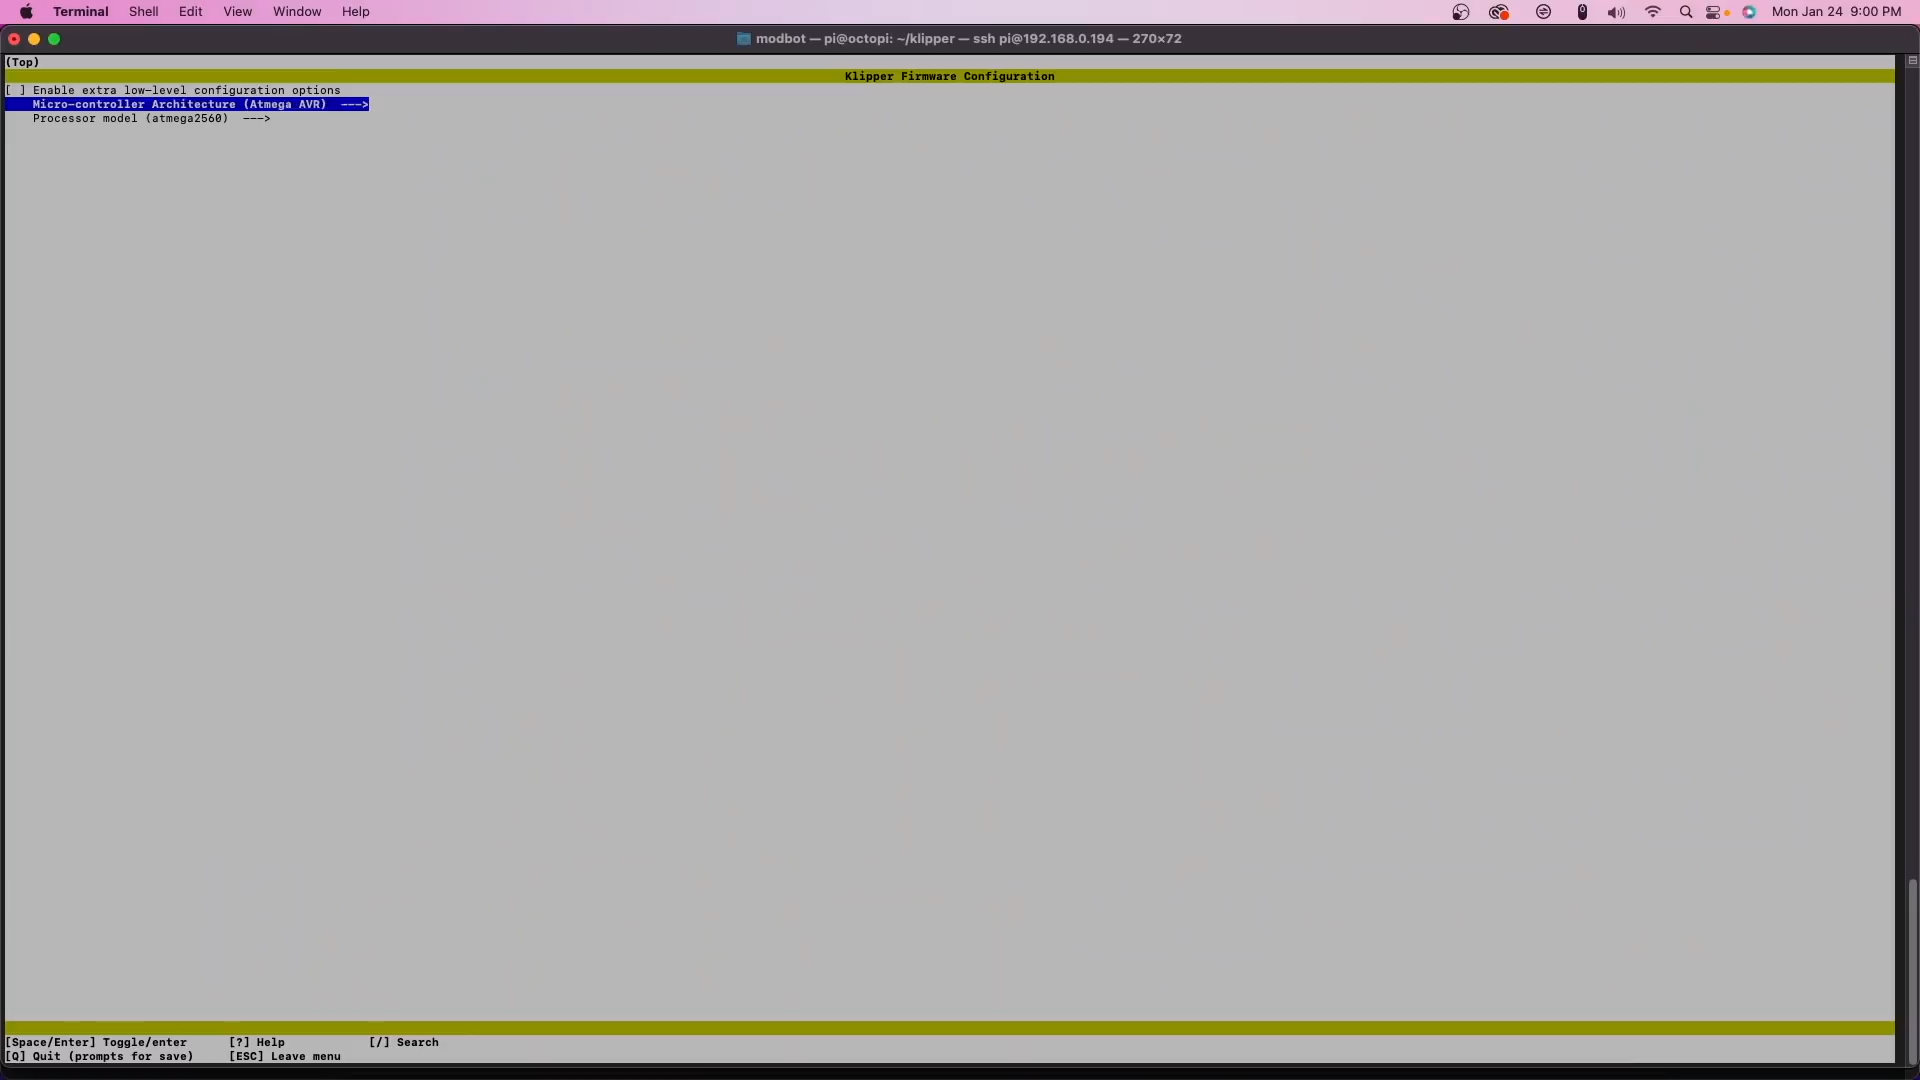 Terminal Shell Edit View Window Help Mon Jan 24 9:00 PM
modbot — pi@octopi: ~/klipper — ssh pi@192.168.0.194 — 270×72
(Top)
Klipper Firmware Configuration
[ ] Enable extra low-level configuration options
Micro-controller Architecture (Atmega AVR) --->
Processor model (atmega2560) --->
[Space/Enter] Toggle/enter [?] Help [/] Search
[Q] Quit (prompts for save) [ESC] Leave menu